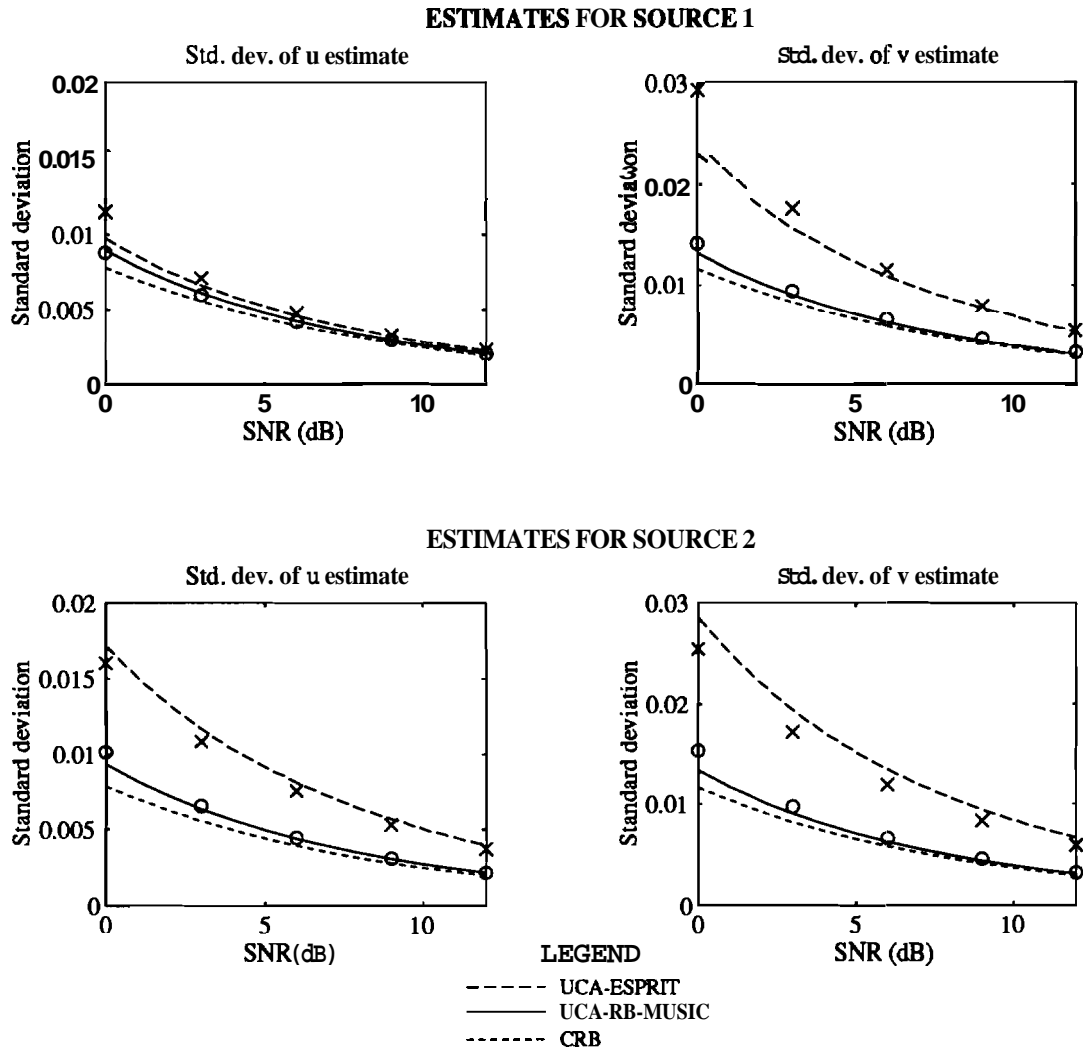 ESTIMATES FOR SOURCE 1
Std. dev. of u estimate
Standard deviation
0.02
0.015
0.01
0.005
0
0
5
10
SNR (dB)
Std. dev. of v estimate
Standard deviaωon
0.03
0.02
0.01
0
0
5
10
SNR (dB)
ESTIMATES FOR SOURCE 2
Std. dev. of u estimate
Standard deviation
0.02
0.015
0.01
0.005
0
0
5
10
SNR(dB)
Std. dev. of v estimate
Standard deviation
0.03
0.02
0.01
0
0
5
10
SNR (dB)
LEGEND
UCA-ESPRIT
UCA-RB-MUSIC
CRB